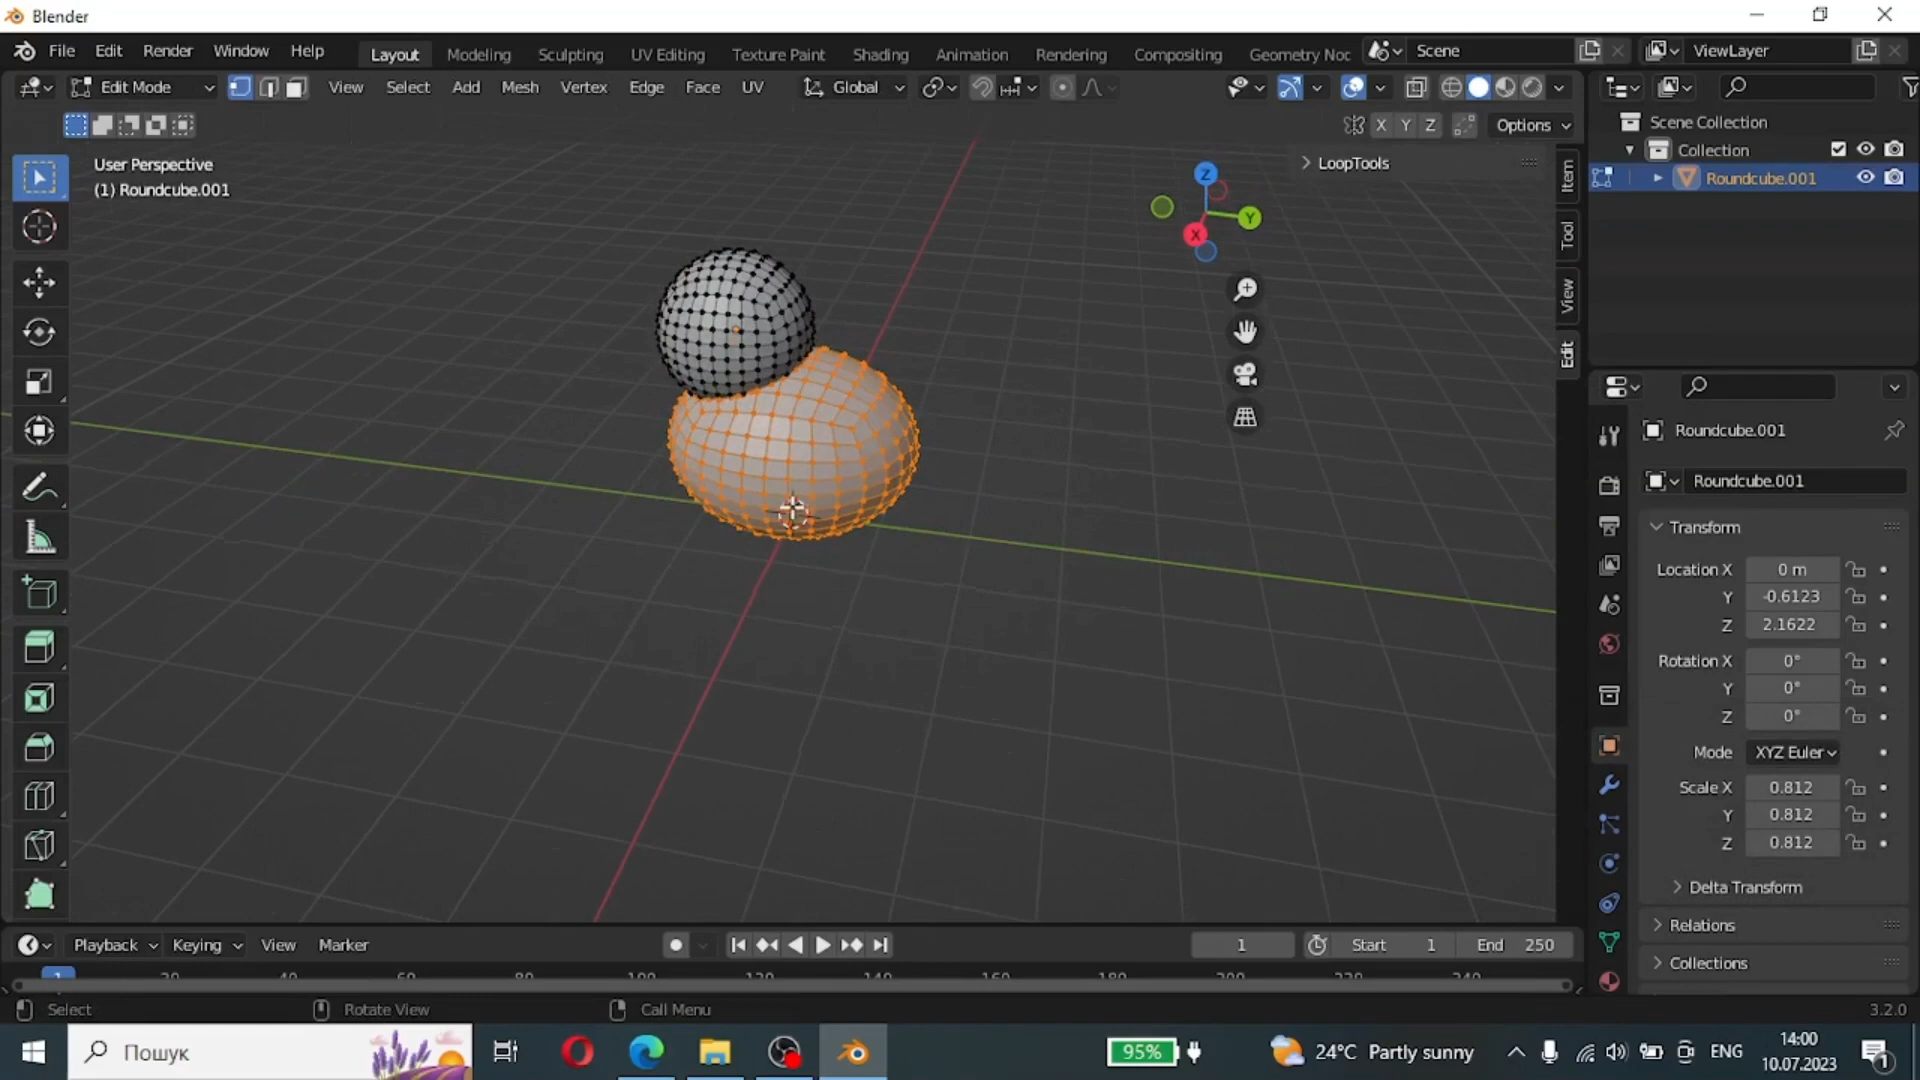 Blender
File Edit Render Window Help Layout Modeling Sculpting UV Editing Texture Paint Shading Animation Rendering Compositing Geometry Noc Scene ViewLayer
Edit Mode View Select Add Mesh Vertex Edge Face UV Global
X Y Z Options
User Perspective
(1) Roundcube.001
LoopTools
Z
Y
X
Item
Tool
View
Edit
Scene Collection
Collection
Roundcube.001
Roundcube.001
Roundcube.001
Transform
Location X 0 m
Y -0.6123
Z 2.1622
Rotation X 0°
Y 0°
Z 0°
Mode XYZ Euler
Scale X 0.812
Y 0.812
Z 0.812
Delta Transform
Relations
Collections
Playback Keying View Marker 1 Start 1 End 250
1 20 40 60 80 100 120 140 160 180 200 220 240
Select Rotate View Call Menu 3.2.0
Пошук 95% 24°C Partly sunny ENG 14:00
10.07.2023 1